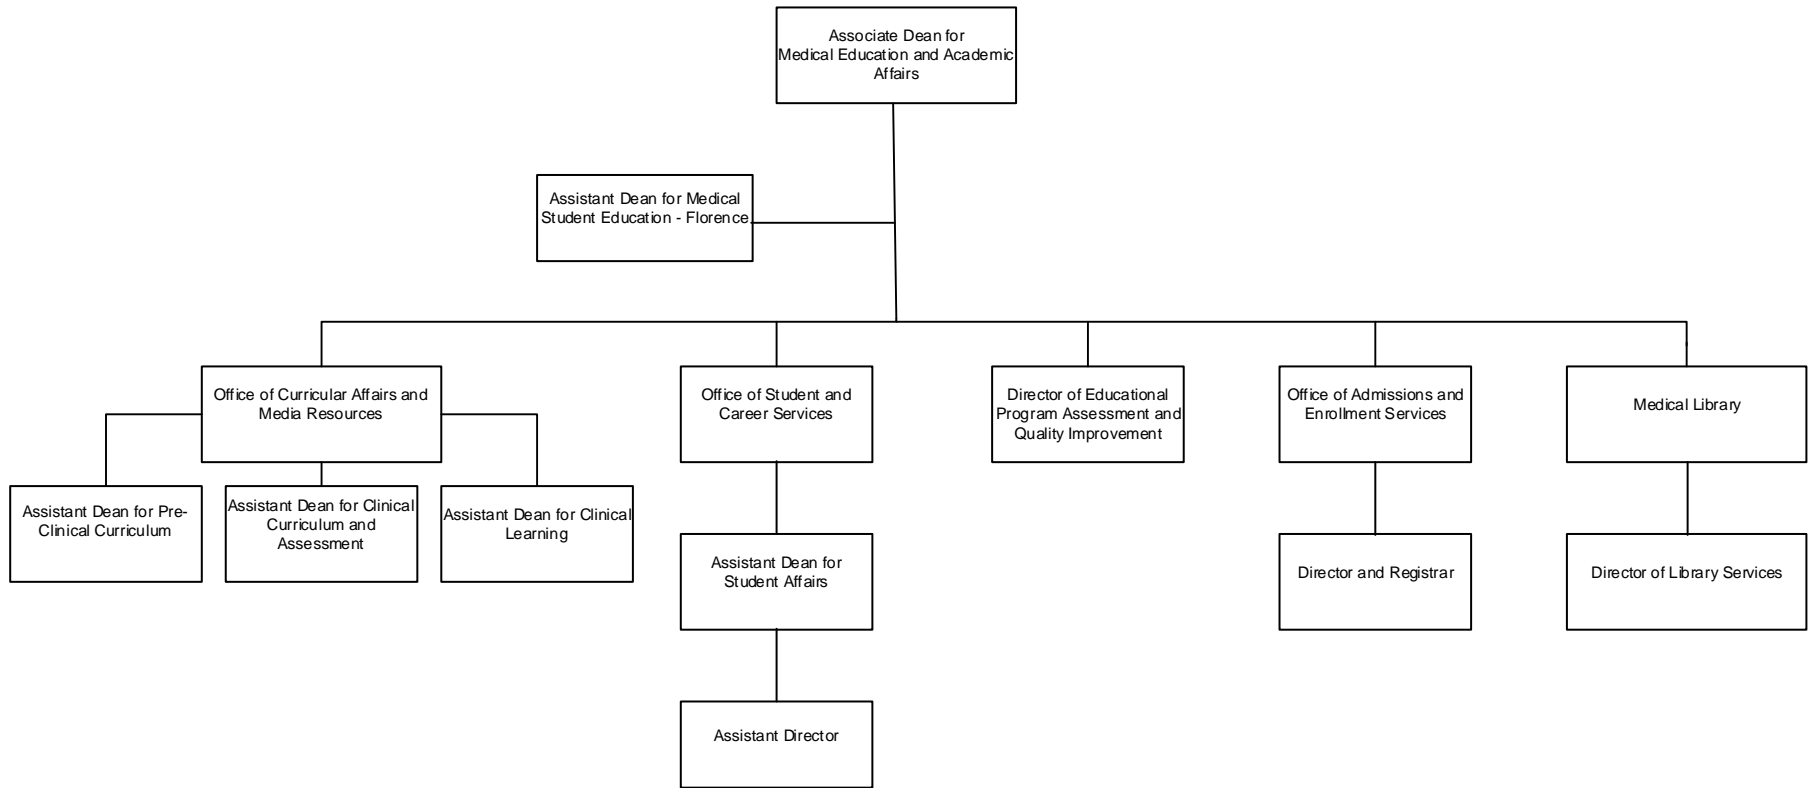 Associate Dean for
Medical Education and Academic
Affairs
Assistant Dean for Medical
Student Education - Florence
Office of Curricular Affairs and
Media Resources
Office of Student and
Career Services
Director of Educational
Program Assessment and
Quality Improvement
Office of Admissions and
Enrollment Services
Medical Library
Assistant Dean for Pre-
Clinical Curriculum
Assistant Dean for Clinical
Curriculum and
Assessment
Assistant Dean for Clinical
Learning
Assistant Dean for
Student Affairs
Director and Registrar
Director of Library Services
Assistant Director